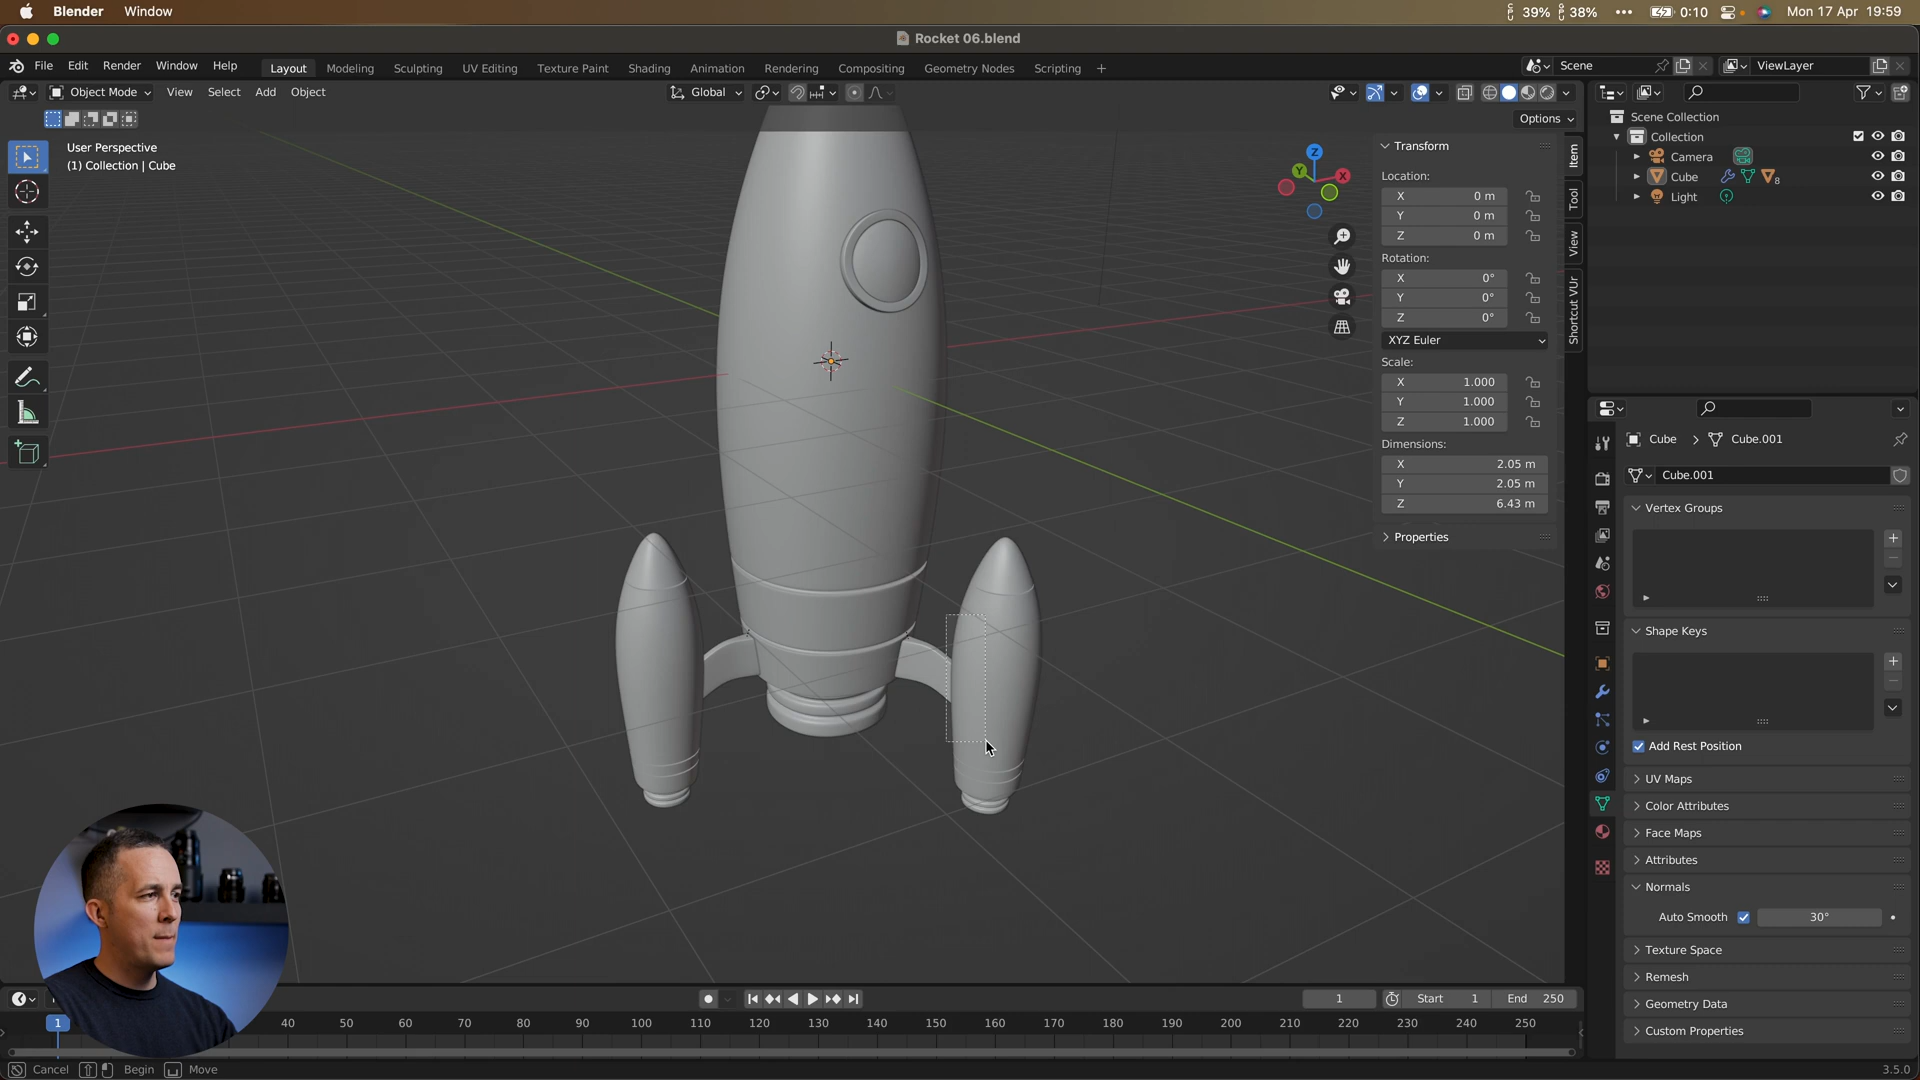 Blender Window 39% 38% ••• 0:10 Mon 17 Apr 19:59
Rocket 06.blend
File Edit Render Window Help Layout Modeling Sculpting UV Editing Texture Paint Shading Animation Rendering Compositing Geometry Nodes Scripting + Scene ViewLayer
Object Mode View Select Add Object Global
Options
User Perspective
(1) Collection | Cube
Z
Y
X
Transform
Location:
X 0 m
Y 0 m
Z 0 m
Rotation:
X 0°
Y 0°
Z 0°
XYZ Euler
Scale:
X 1.000
Y 1.000
Z 1.000
Dimensions:
X 2.05 m
Y 2.05 m
Z 6.43 m
Properties
Item
Tool
View
Shortcut VUr
Scene Collection
Collection
Camera
Cube 8
Light
Cube > Cube.001
Cube.001
Vertex Groups
Shape Keys
Add Rest Position
UV Maps
Color Attributes
Face Maps
Attributes
Normals
Auto Smooth 30°
Texture Space
Remesh
Geometry Data
Custom Properties
1 Start 1 End 250
1 40 50 60 70 80 90 100 110 120 130 140 150 160 170 180 190 200 210 220 230 240 250
Cancel Begin Move 3.5.0